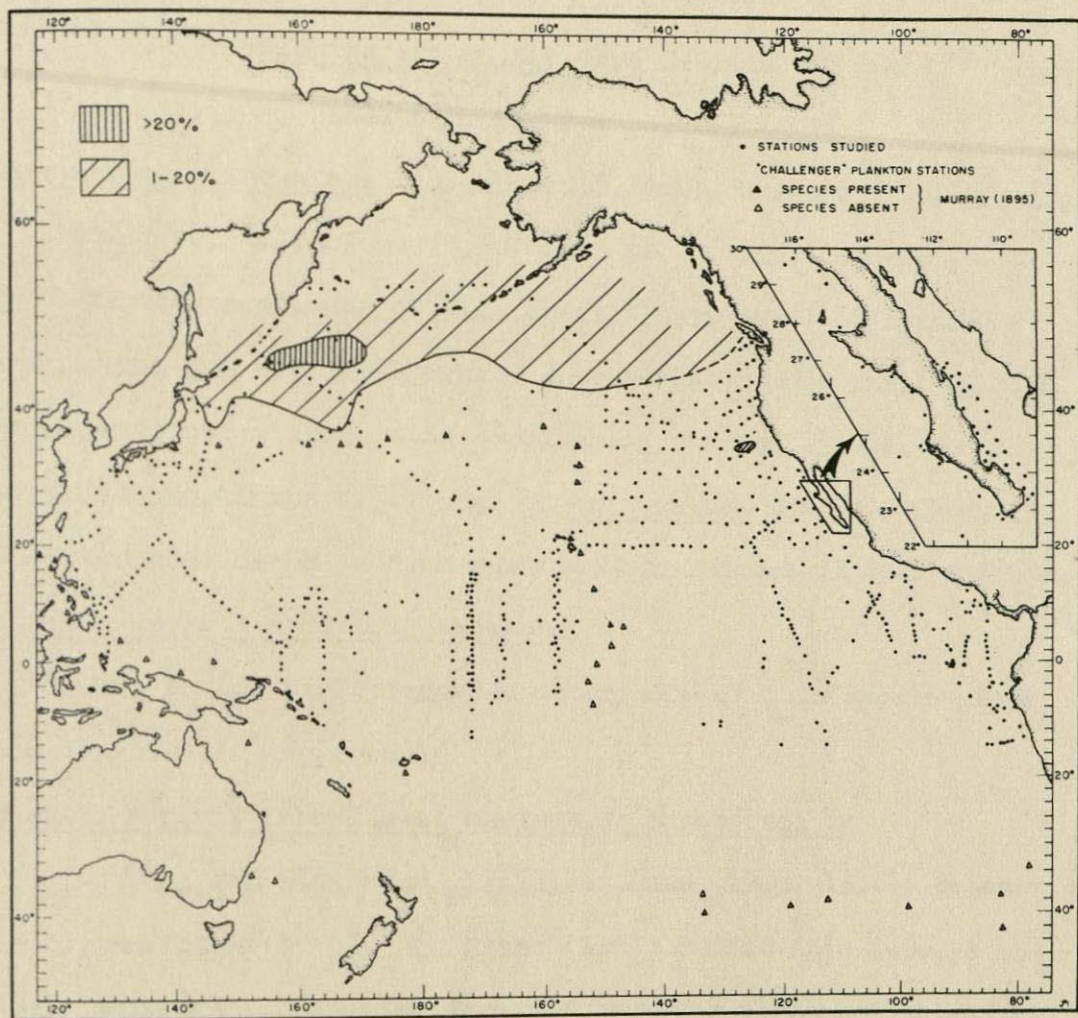 120° 140° 160° 180° 160° 140° 120° 100° 80°
>20%
1-20%
• STATIONS STUDIED
"CHALLENGER" PLANKTON STATIONS
▲ SPECIES PRESENT
△ SPECIES ABSENT
MURRAY (1895)
60° 60°
116° 114° 112° 110°
30
29°
28°
27°
26°
24°
23°
22°
40° 40°
20° 20°
0 0
20° 20°
40° 40°
120° 140° 160° 180° 160° 140° 120° 100° 80°